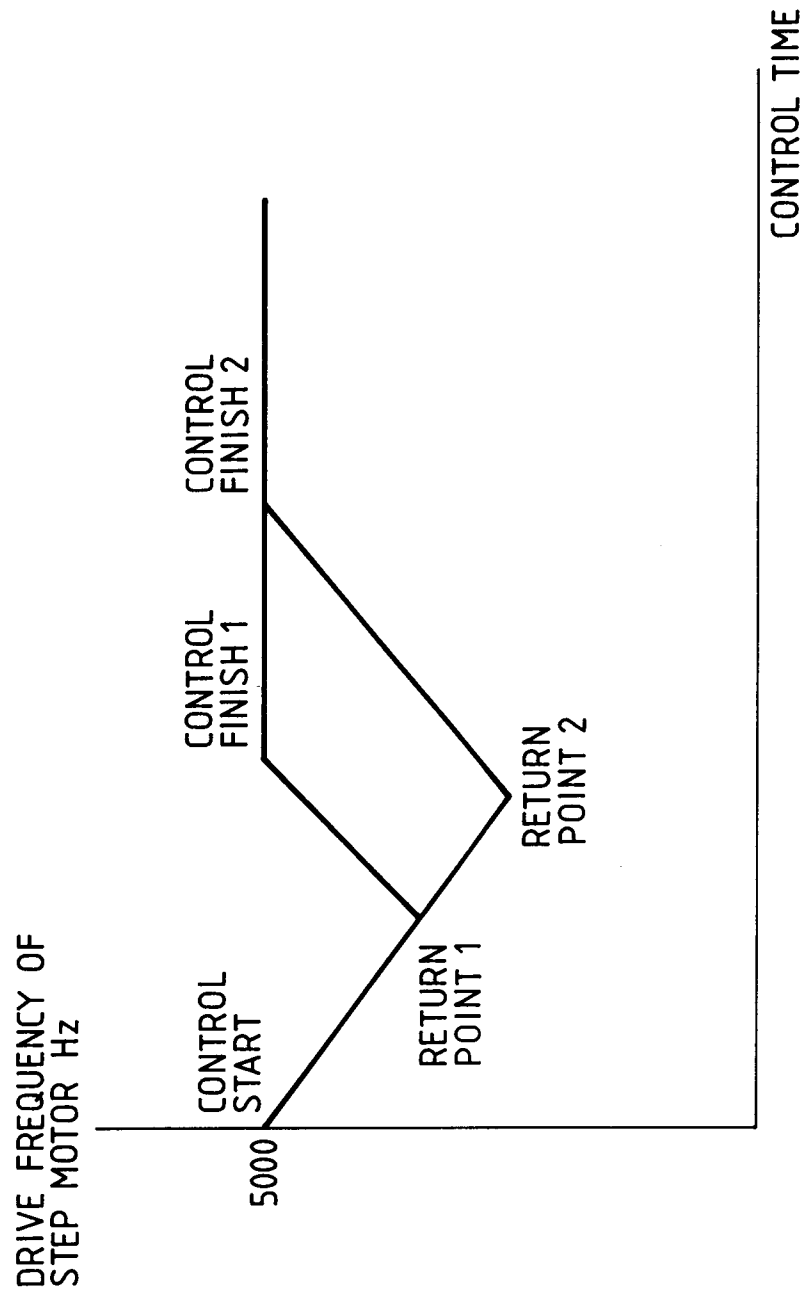 DRIVE FREQUENCY OF
STEP MOTOR Hz
5000
CONTROL
START
CONTROL
FINISH 1
CONTROL
FINISH 2
RETURN
POINT 1
RETURN
POINT 2
CONTROL TIME